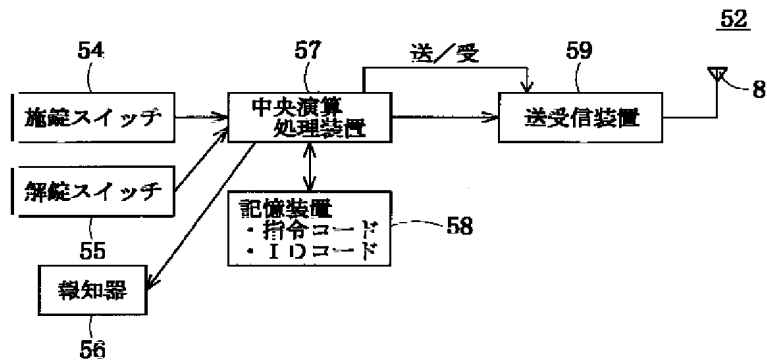 52
54
57
送／受
59
8
施錠スイッチ
中央演算
処理装置
送受信装置
解錠スイッチ
55
記憶装置
・指令コード
・ＩＤコード
58
報知器
56